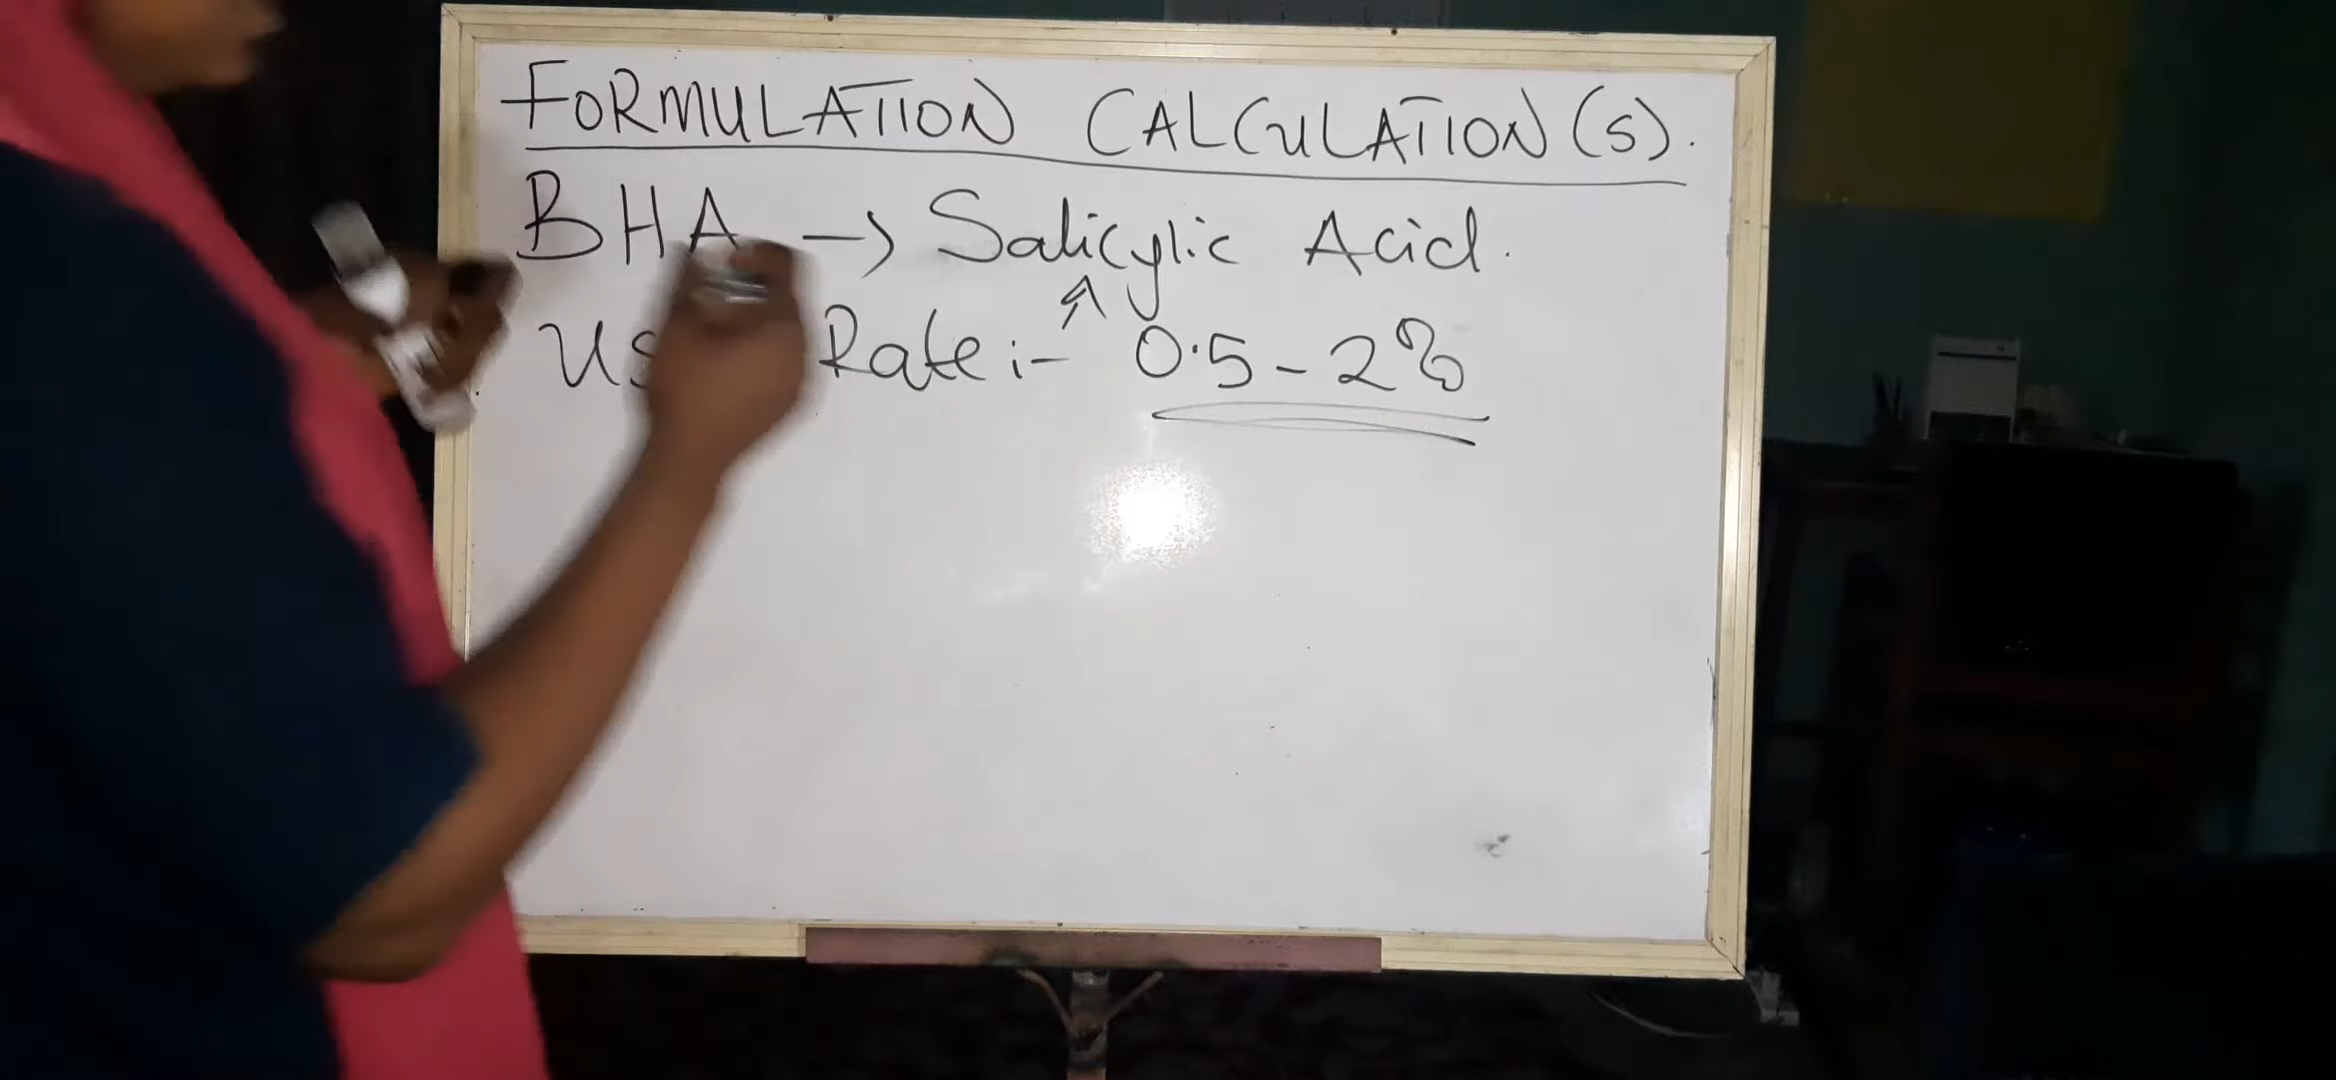 FORMULATION CALCULATION(S).
BHA → Salicylic Acid.
Rate :- 0.5 - 2%